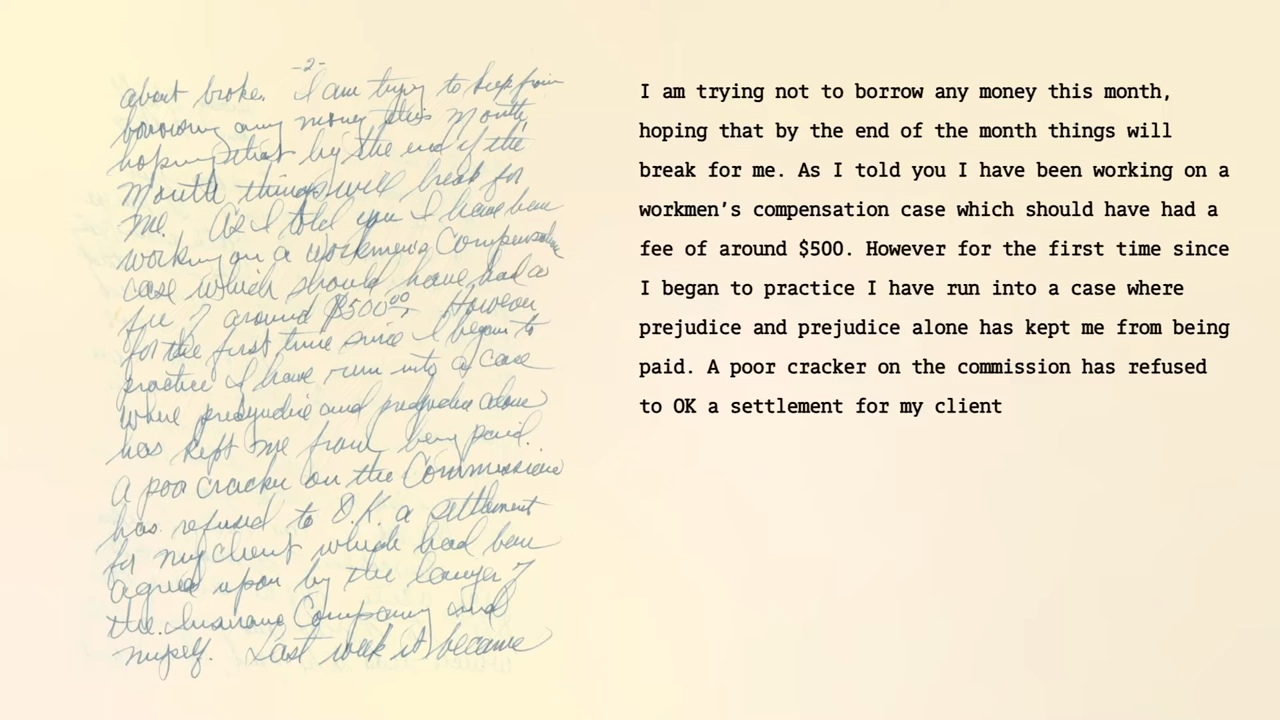 -2-
about broke. I am trying to keep from
borrowing any money this month,
hoping that by the end of the
month things will break for
me. As I told you I have been
working on a Workmen's Compensation
case which should have had a
fee of around $500.00. However
for the first time since I began to
practice I have run into a case
where prejudice and prejudice alone
has kept me from being paid.
A poor cracker on the Commission
has refused to O.K. a settlement
for my client which had been
agreed upon by the lawyer of
the Insurance Company and
myself. Last week it became
I am trying not to borrow any money this month,
hoping that by the end of the month things will
break for me. As I told you I have been working on a
workmen's compensation case which should have had a
fee of around $500. However for the first time since
I began to practice I have run into a case where
prejudice and prejudice alone has kept me from being
paid. A poor cracker on the commission has refused
to OK a settlement for my client